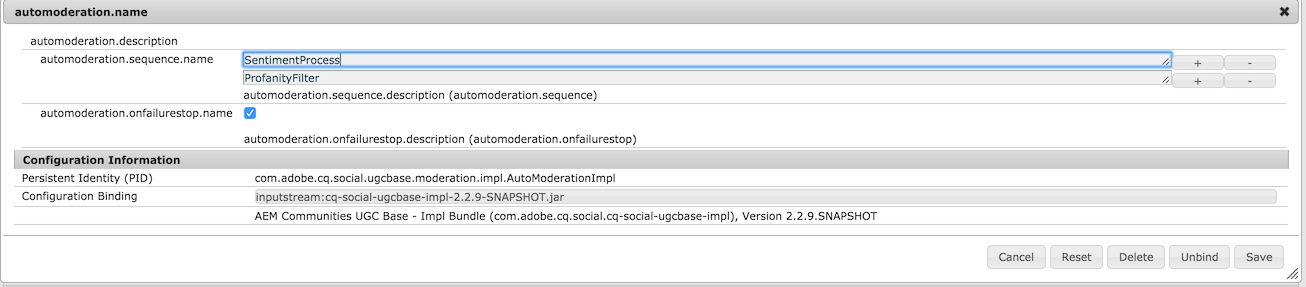 automoderation.name ✖
automoderation.description
automoderation.sequence.name SentimentProcess + -
ProfanityFilter + -
automoderation.sequence.description (automoderation.sequence)
automoderation.onfailurestop.name
automoderation.onfailurestop.description (automoderation.onfailurestop)
Configuration Information
Persistent Identity (PID) com.adobe.cq.social.ugcbase.moderation.impl.AutoModerationImpl
Configuration Binding inputstream:cq-social-ugcbase-impl-2.2.9-SNAPSHOT.jar
AEM Communities UGC Base - Impl Bundle (com.adobe.cq.social.cq-social-ugcbase-impl), Version 2.2.9.SNAPSHOT
Cancel Reset Delete Unbind Save